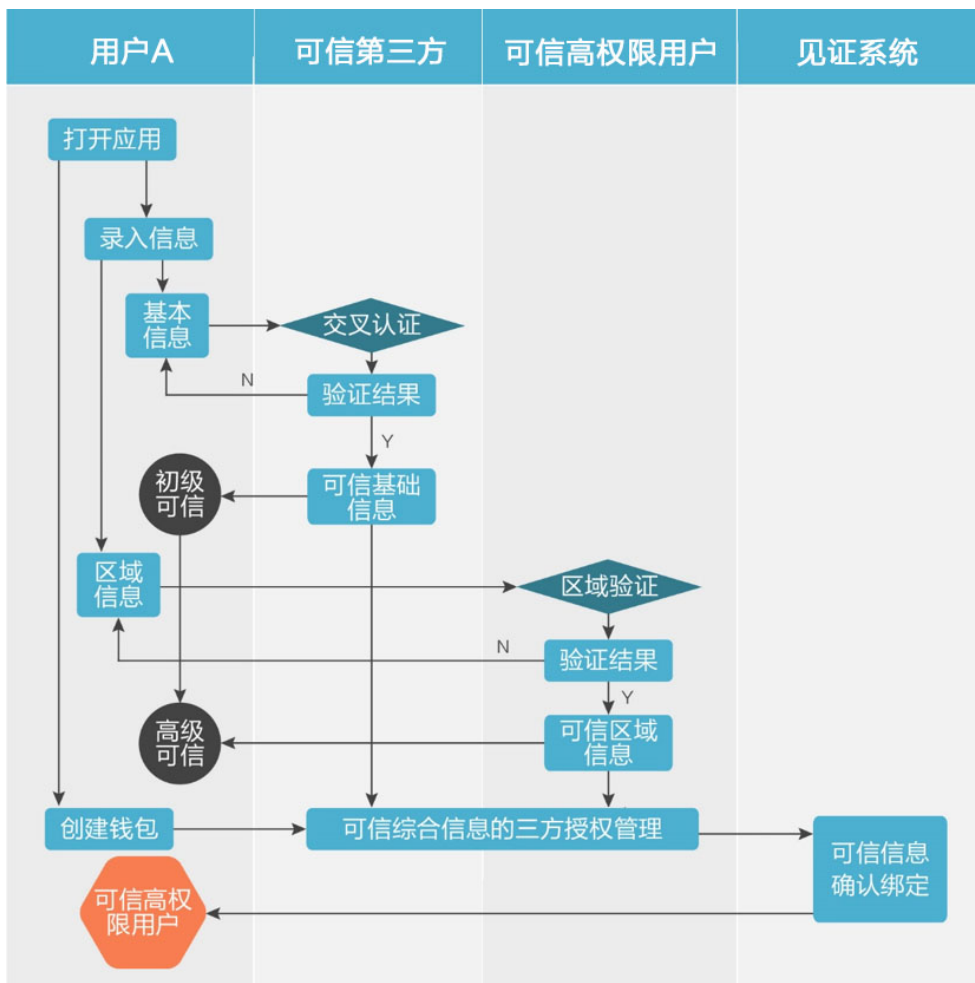 用户A
可信第三方
可信高权限用户
见证系统
打开应用
录入信息
基本
信息
交叉认证
N
验证结果
Y
初级
可信
可信基础
信息
区域
信息
区域验证
N
验证结果
Y
高级
可信
可信区域
信息
创建钱包
可信综合信息的三方授权管理
可信信息
确认绑定
可信高权
限用户